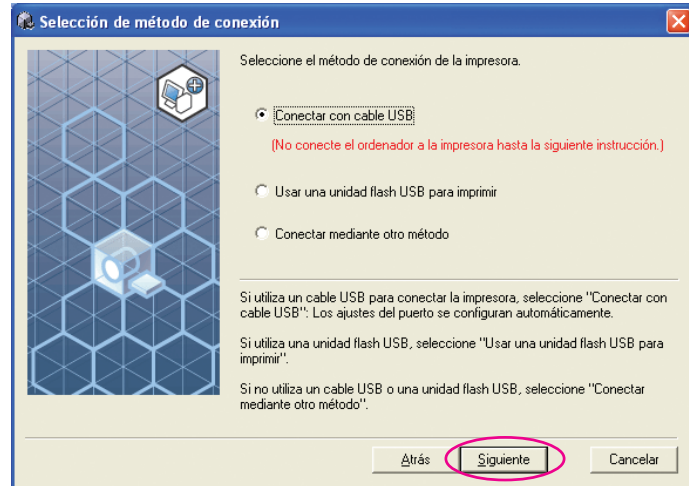 Selección de método de conexión
Seleccione el método de conexión de la impresora.
Conectar con cable USB
(No conecte el ordenador a la impresora hasta la siguiente instrucción.)
Usar una unidad flash USB para imprimir
Conectar mediante otro método
Si utiliza un cable USB para conectar la impresora, seleccione "Conectar con
cable USB": Los ajustes del puerto se configuran automáticamente.
Si utiliza una unidad flash USB, seleccione "Usar una unidad flash USB para
imprimir".
Si no utiliza un cable USB o una unidad flash USB, seleccione "Conectar
mediante otro método".
Atrás
Siguiente
Cancelar